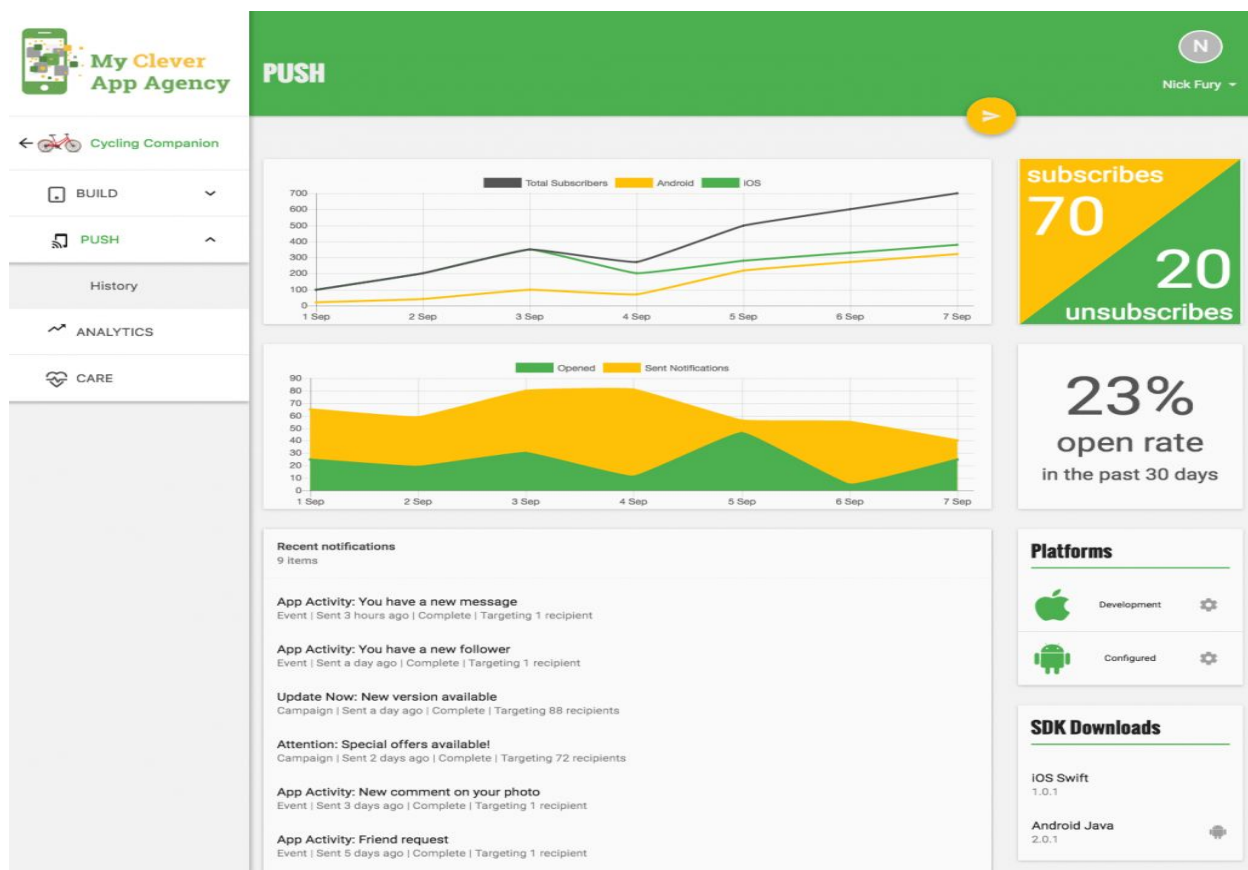 My Clever
App Agency
PUSH
N
Nick Fury
Cycling Companion
BUILD
PUSH
History
ANALYTICS
CARE
Total Subscribers Android iOS
700
600
500
400
300
200
100
0
1 Sep 2 Sep 3 Sep 4 Sep 5 Sep 6 Sep 7 Sep
subscribes
70
20
unsubscribes
Opened Sent Notifications
90
80
70
60
50
40
30
20
10
0
1 Sep 2 Sep 3 Sep 4 Sep 5 Sep 6 Sep 7 Sep
23%
open rate
in the past 30 days
Recent notifications
9 items
App Activity: You have a new message
Event | Sent 3 hours ago | Complete | Targeting 1 recipient
App Activity: You have a new follower
Event | Sent a day ago | Complete | Targeting 1 recipient
Update Now: New version available
Campaign | Sent a day ago | Complete | Targeting 88 recipients
Attention: Special offers available!
Campaign | Sent 2 days ago | Complete | Targeting 72 recipients
App Activity: New comment on your photo
Event | Sent 3 days ago | Complete | Targeting 1 recipient
App Activity: Friend request
Event | Sent 5 days ago | Complete | Targeting 1 recipient
Platforms
Development
Configured
SDK Downloads
iOS Swift
1.0.1
Android Java
2.0.1